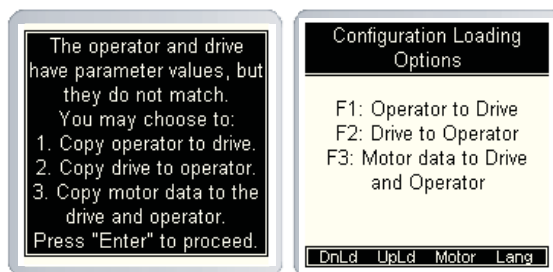 The operator and drive
have parameter values, but
they do not match.
You may choose to:
1. Copy operator to drive.
2. Copy drive to operator.
3. Copy motor data to the
drive and operator.
Press "Enter" to proceed.
Configuration Loading
Options
F1: Operator to Drive
F2: Drive to Operator
F3: Motor data to Drive
and Operator
DnLd UpLd Motor Lang